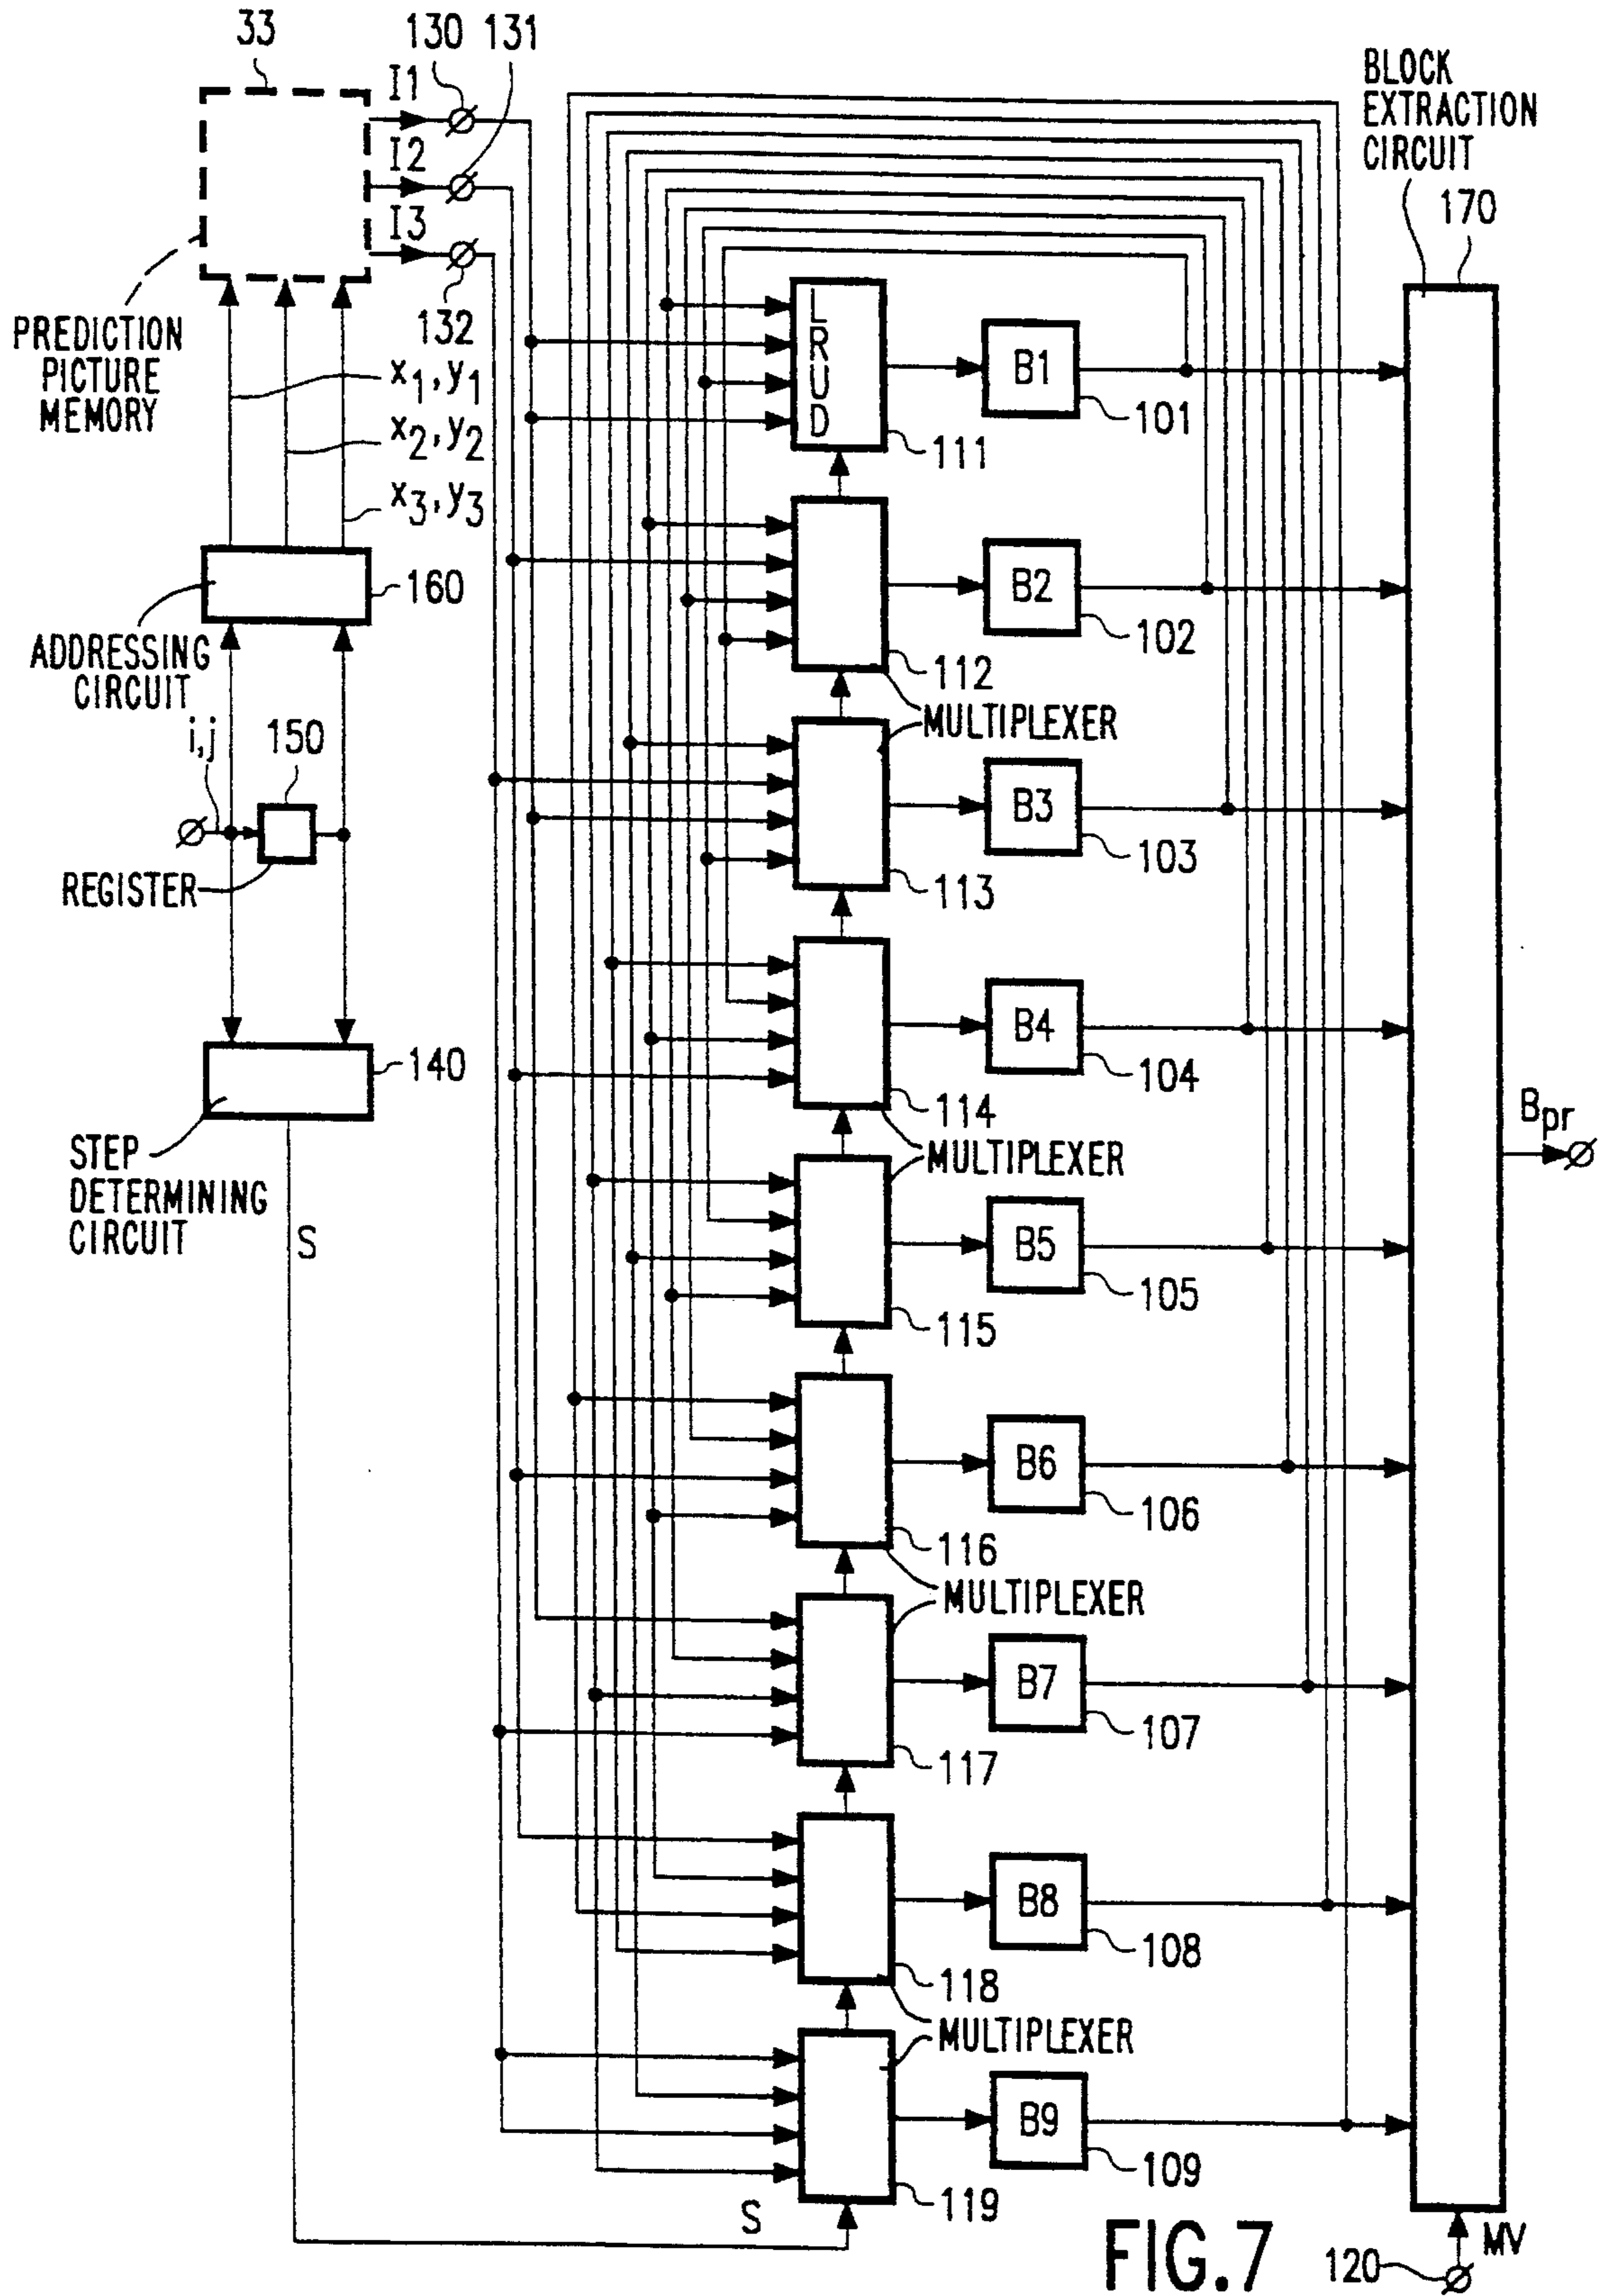 33
130 131
I1
I2
I3
132
PREDICTION
PICTURE
MEMORY
x1,y1
x2,y2
x3,y3
160
ADDRESSING
CIRCUIT
i,j
150
REGISTER
140
STEP
DETERMINING
CIRCUIT
S
BLOCK
EXTRACTION
CIRCUIT
170
L
R
U
D
111
B1
101
112
B2
102
MULTIPLEXER
113
B3
103
114
B4
104
MULTIPLEXER
115
B5
105
116
B6
106
MULTIPLEXER
117
B7
107
118
B8
108
MULTIPLEXER
119
B9
109
Bpr
S
MV
120
FIG.7